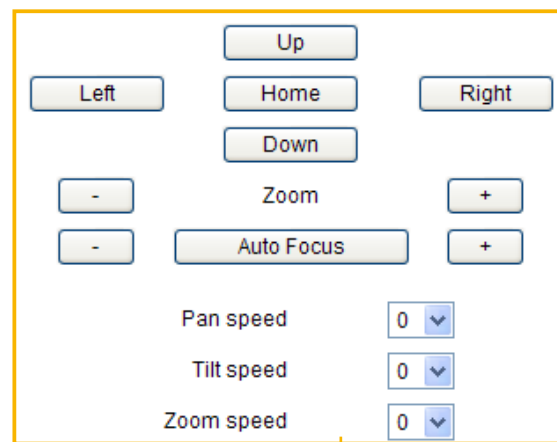 Up
Left Home Right
Down
- Zoom +
- Auto Focus +
Pan speed 0
Tilt speed 0
Zoom speed 0